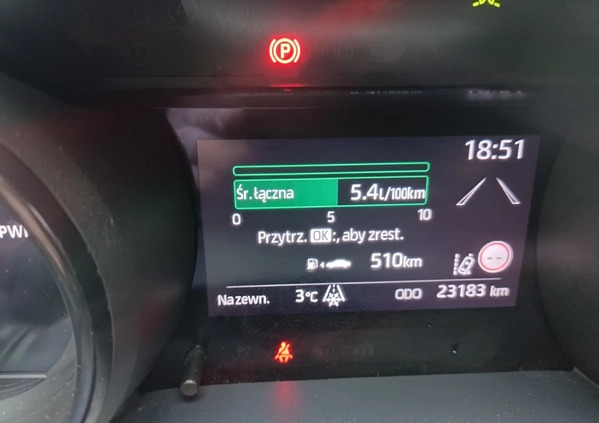 P
18:51
Śr. łączna 5.4L/100km
0 5 10
Przytrz. OK:, aby zrest.
510km
--
Nazewn. 3°C ODO 23183 km
PWR